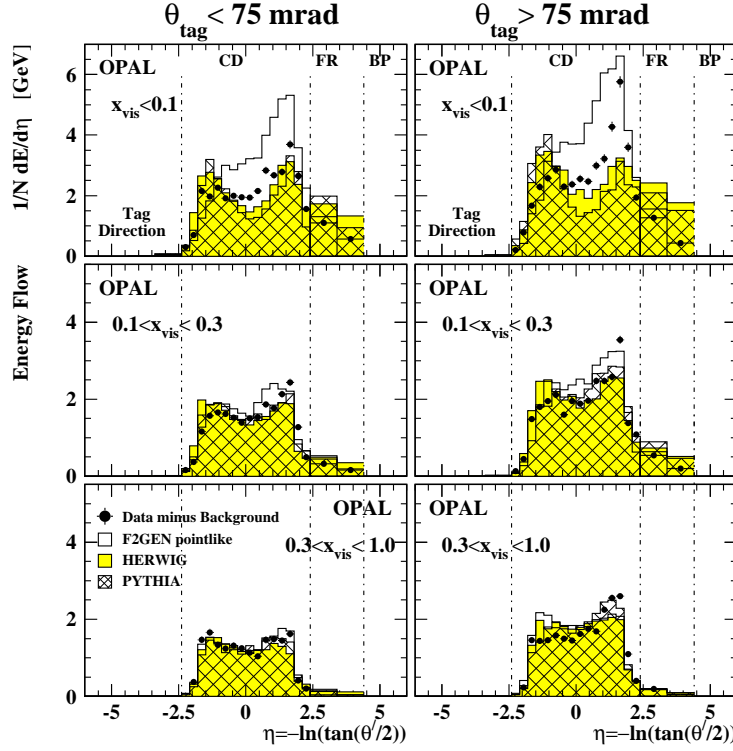 θtag < 75 mrad
θtag > 75 mrad
1/N dE/dη [GeV]
Energy Flow
6
4
2
0
OPAL
CD
FR
BP
xvis<0.1
Tag
Direction
OPAL
CD
FR
BP
xvis<0.1
Tag
Direction
4
2
0
OPAL
0.1<xvis< 0.3
OPAL
0.1<xvis< 0.3
4
2
0
OPAL
0.3<xvis<1.0
Data minus Background
F2GEN pointlike
HERWIG
PYTHIA
OPAL
0.3<xvis<1.0
-5 -2.5 0 2.5 5
-5 -2.5 0 2.5 5
η=−ln(tan(θ′/2))
η=−ln(tan(θ′/2))